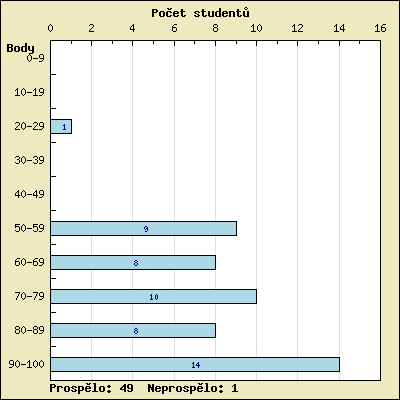 Počet studentů
0 2 4 6 8 10 12 14 16
Body
0-9
10-19
20-29 1
30-39
40-49
50-59 9
60-69 8
70-79 10
80-89 8
90-100 14
Prospělo: 49 Neprospělo: 1